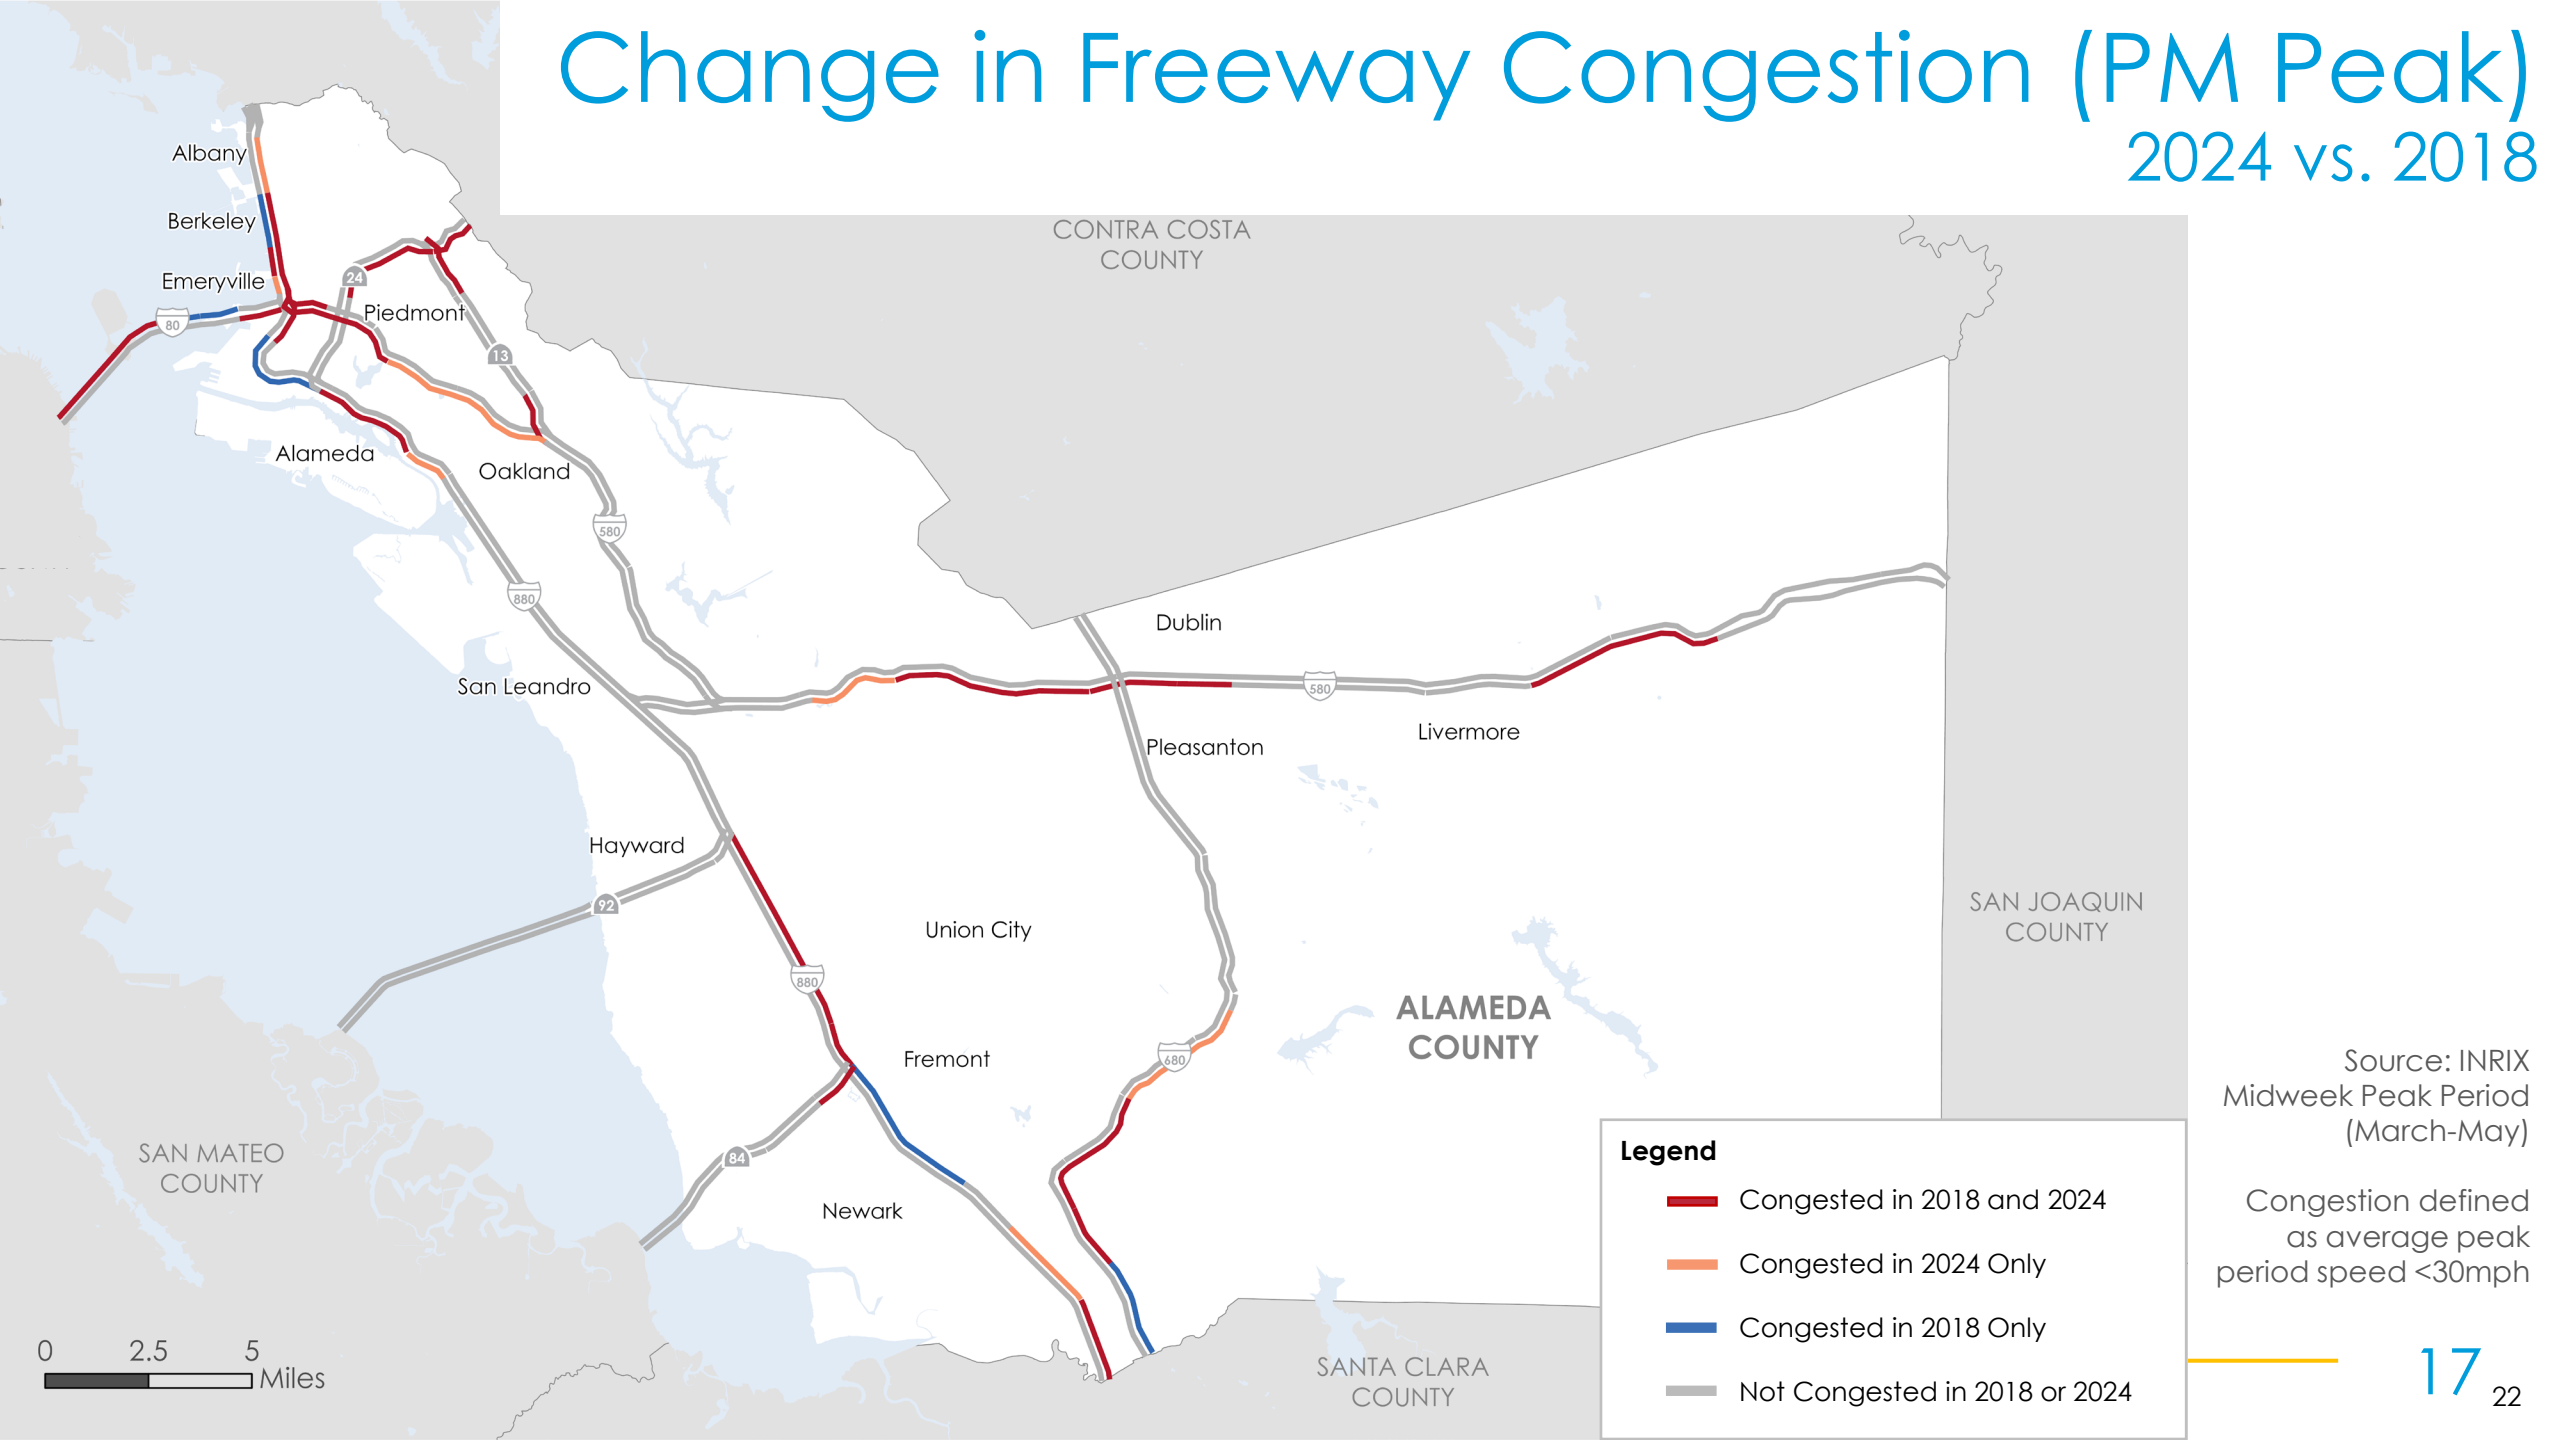 Change in Freeway Congestion (PM Peak)
2024 vs. 2018
CONTRA COSTA
COUNTY
Albany
Berkeley
Emeryville
24
Piedmont
80
13
Alameda
Oakland
580
880
Dublin
San Leandro
580
Livermore
Pleasanton
Hayward
92
Union City
SAN JOAQUIN
COUNTY
880
ALAMEDA
COUNTY
Fremont
680
84
Newark
SAN MATEO
COUNTY
SANTA CLARA
COUNTY
0 2.5 5
Miles
Source: INRIX
Midweek Peak Period
(March-May)
Congestion defined
as average peak
period speed <30mph
Legend
Congested in 2018 and 2024
Congested in 2024 Only
Congested in 2018 Only
Not Congested in 2018 or 2024
17
22